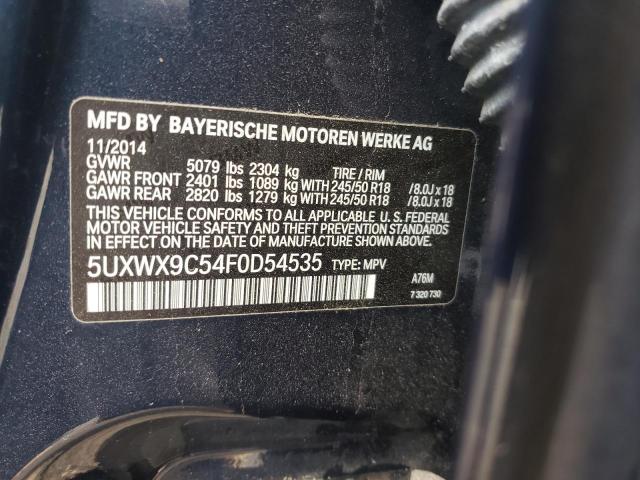 MFD BY BAYERISCHE MOTOREN WERKE AG
11/2014
GVWR 5079 lbs 2304 kg TIRE / RIM
GAWR FRONT 2401 lbs 1089 kg WITH 245/50 R18 /8.0J x 18
GAWR REAR 2820 lbs 1279 kg WITH 245/50 R18 /8.0J x 18
THIS VEHICLE CONFORMS TO ALL APPLICABLE U. S. FEDERAL
MOTOR VEHICLE SAFETY AND THEFT PREVENTION STANDARDS
IN EFFECT ON THE DATE OF MANUFACTURE SHOWN ABOVE.
5UXWX9C54F0D54535 TYPE: MPV A76M
7 320 730